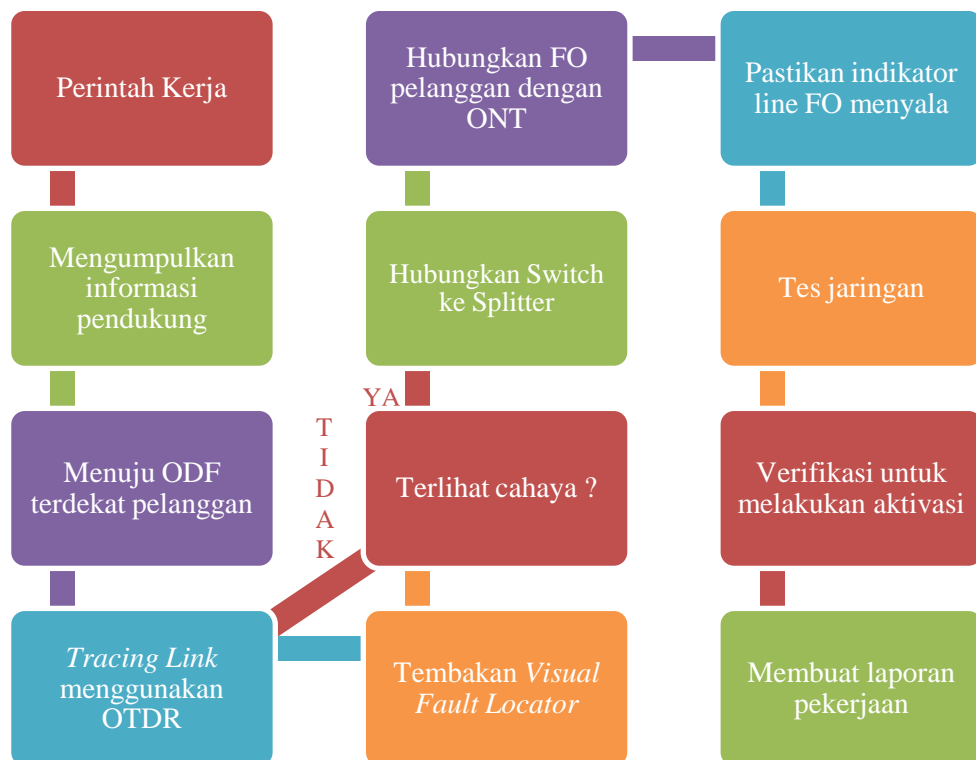 Perintah Kerja
Mengumpulkan
informasi
pendukung
Menuju ODF
terdekat pelanggan
Tracing Link
menggunakan
OTDR
Tembakan Visual
Fault Locator
Terlihat cahaya ?
YA
TIDAK
Hubungkan Switch
ke Splitter
Hubungkan FO
pelanggan dengan
ONT
Pastikan indikator
line FO menyala
Tes jaringan
Verifikasi untuk
melakukan aktivasi
Membuat laporan
pekerjaan